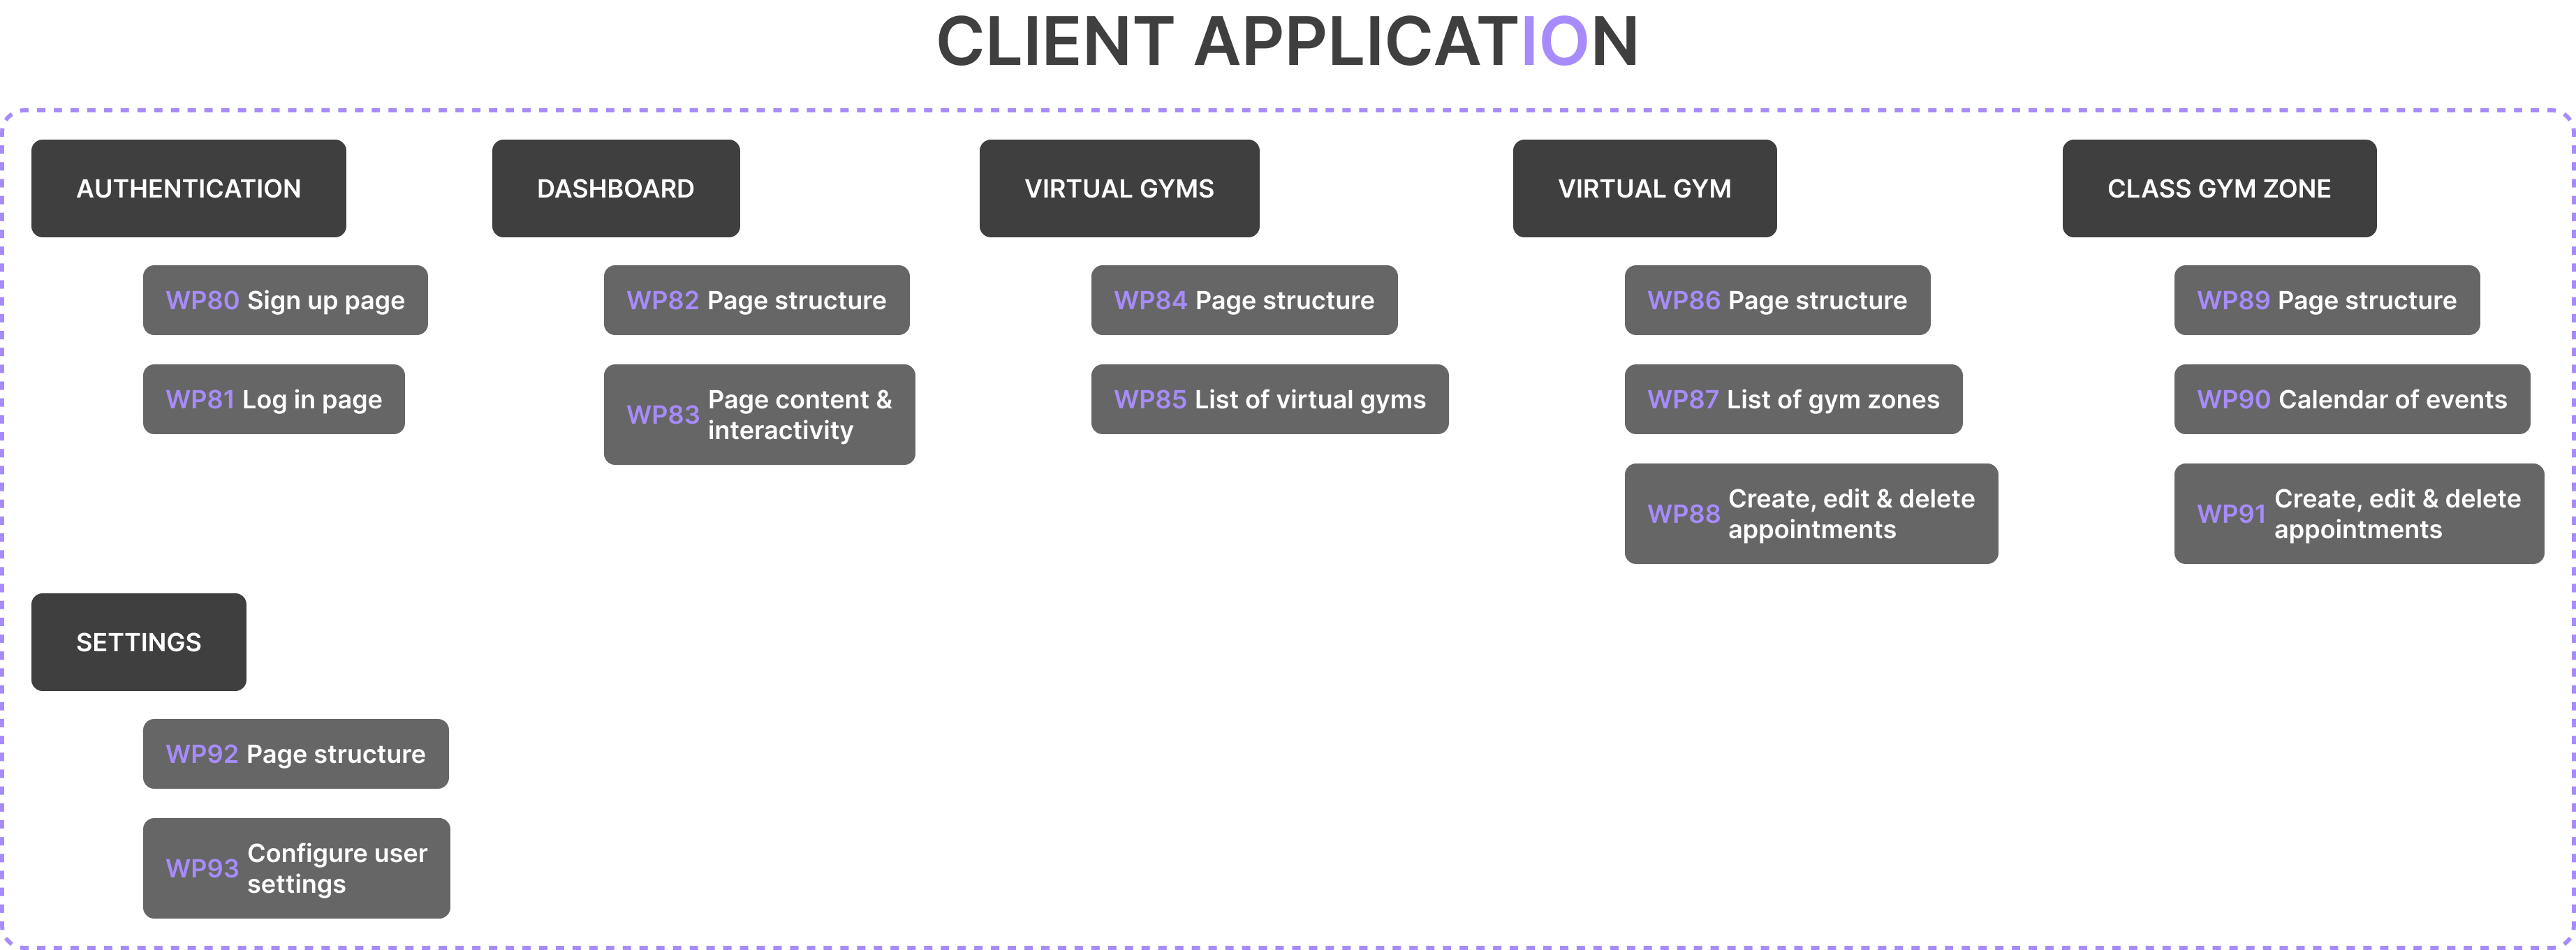 CLIENT APPLICATION
AUTHENTICATION
WP80 Sign up page
WP81 Log in page
DASHBOARD
WP82 Page structure
WP83 Page content &
interactivity
VIRTUAL GYMS
WP84 Page structure
WP85 List of virtual gyms
VIRTUAL GYM
WP86 Page structure
WP87 List of gym zones
WP88 Create, edit & delete
appointments
CLASS GYM ZONE
WP89 Page structure
WP90 Calendar of events
WP91 Create, edit & delete
appointments
SETTINGS
WP92 Page structure
WP93 Configure user
settings